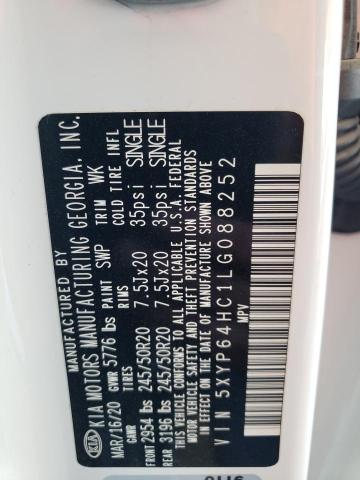 MANUFACTURED BY
KIA KIA MOTORS MANUFACTURING GEORGIA, INC.
MAR/16/20 GVWR 5776 lbs PAINT SWP TRIM WK
GAWR TIRES RIMS COLD TIRE INFL
FRONT 2954 lbs 245/50R20 7.5Jx20 35psi SINGLE
REAR 3196 lbs 245/50R20 7.5Jx20 35psi SINGLE
THIS VEHICLE CONFORMS TO ALL APPLICABLE U.S.A. FEDERAL
MOTOR VEHICLE SAFETY AND THEFT PREVENTION STANDARDS
IN EFFECT ON THE DATE OF MANUFACTURE SHOWN ABOVE.
VIN 5XYP64HC1LG088252
MPV